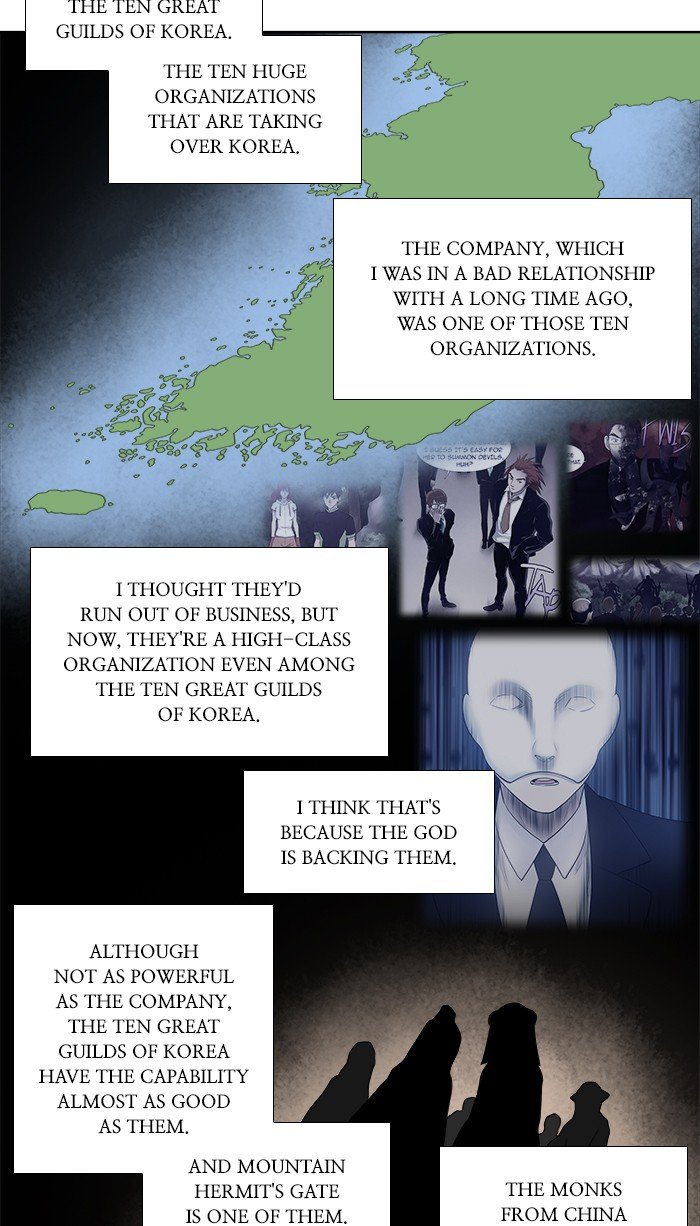 THE TEN GREAT
GUILDS OF KOREA.
THE TEN HUGE
ORGANIZATIONS
THAT ARE TAKING
OVER KOREA.
THE COMPANY, WHICH
I WAS IN A BAD RELATIONSHIP
WITH A LONG TIME AGO,
WAS ONE OF THOSE TEN
ORGANIZATIONS.
I GUESS IT'S EASY FOR
HER TO SUMMON DEVILS,
HUH?
TWIS
THAT
TAP
I THOUGHT THEY'D
RUN OUT OF BUSINESS, BUT
NOW, THEY'RE A HIGH-CLASS
ORGANIZATION EVEN AMONG
THE TEN GREAT GUILDS
OF KOREA.
I THINK THAT'S
BECAUSE THE GOD
IS BACKING THEM.
ALTHOUGH
NOT AS POWERFUL
AS THE COMPANY,
THE TEN GREAT
GUILDS OF KOREA
HAVE THE CAPABILITY
ALMOST AS GOOD
AS THEM.
AND MOUNTAIN
HERMIT'S GATE
IS ONE OF THEM.
THE MONKS
FROM CHINA